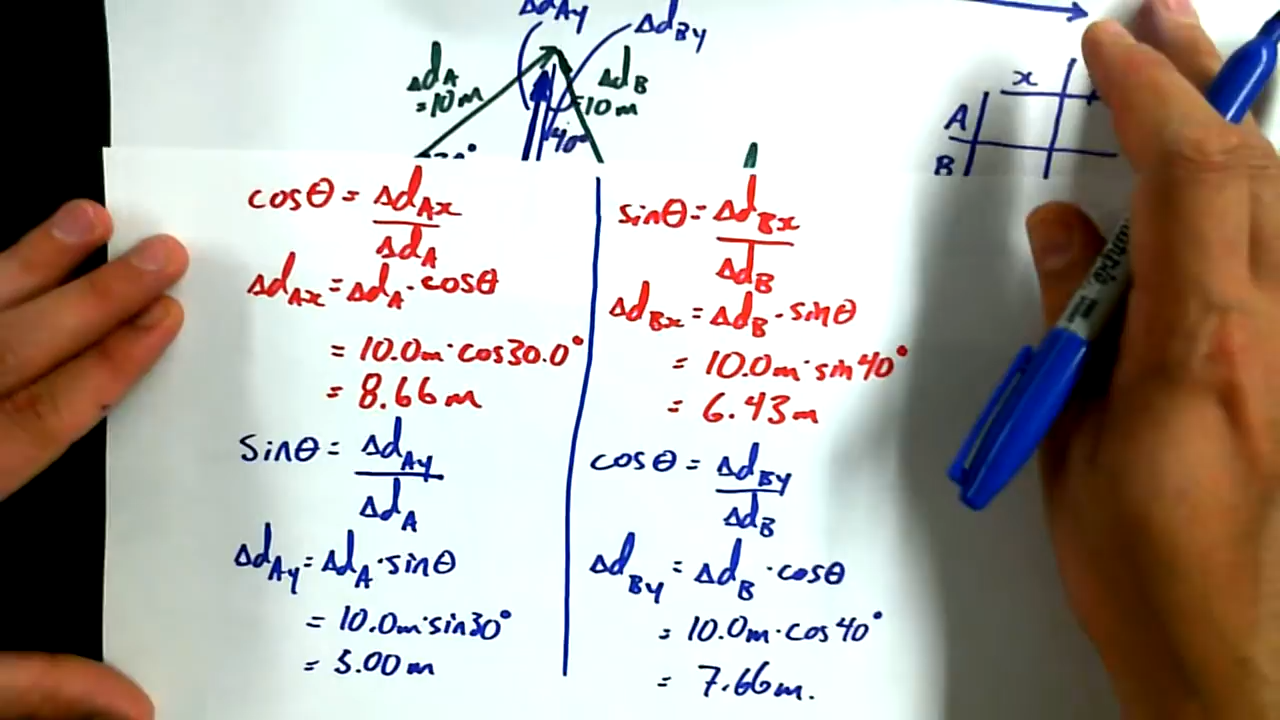 Δd_Ay
Δd_By
Δd_A
=10m
Δd_B
=10m
40°
x
A
B
cosθ = Δd_Ax / Δd_A
Δd_Ax = Δd_A · cosθ
= 10.0m · cos30.0°
= 8.66m
sinθ = Δd_Ay / Δd_A
Δd_Ay = Δd_A · sinθ
= 10.0m · sin30°
= 5.00m
sinθ = Δd_Bx / Δd_B
Δd_Bx = Δd_B · sinθ
= 10.0m · sin40°
= 6.43m
cosθ = Δd_By / Δd_B
Δd_By = Δd_B · cosθ
= 10.0m · cos40°
= 7.66m.